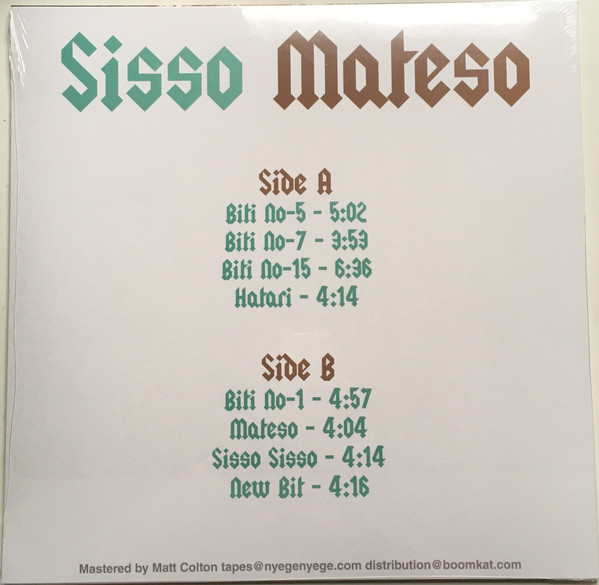 Sisso Mateso
Side A
Biti No-5 - 5:02
Biti No-7 - 3:53
Biti No-15 - 6:36
Hatari - 4:14
Side B
Biti No-1 - 4:57
Mateso - 4:04
Sisso Sisso - 4:14
New Bit - 4:16
Mastered by Matt Colton tapes@nyegenyege.com distribution@boomkat.com